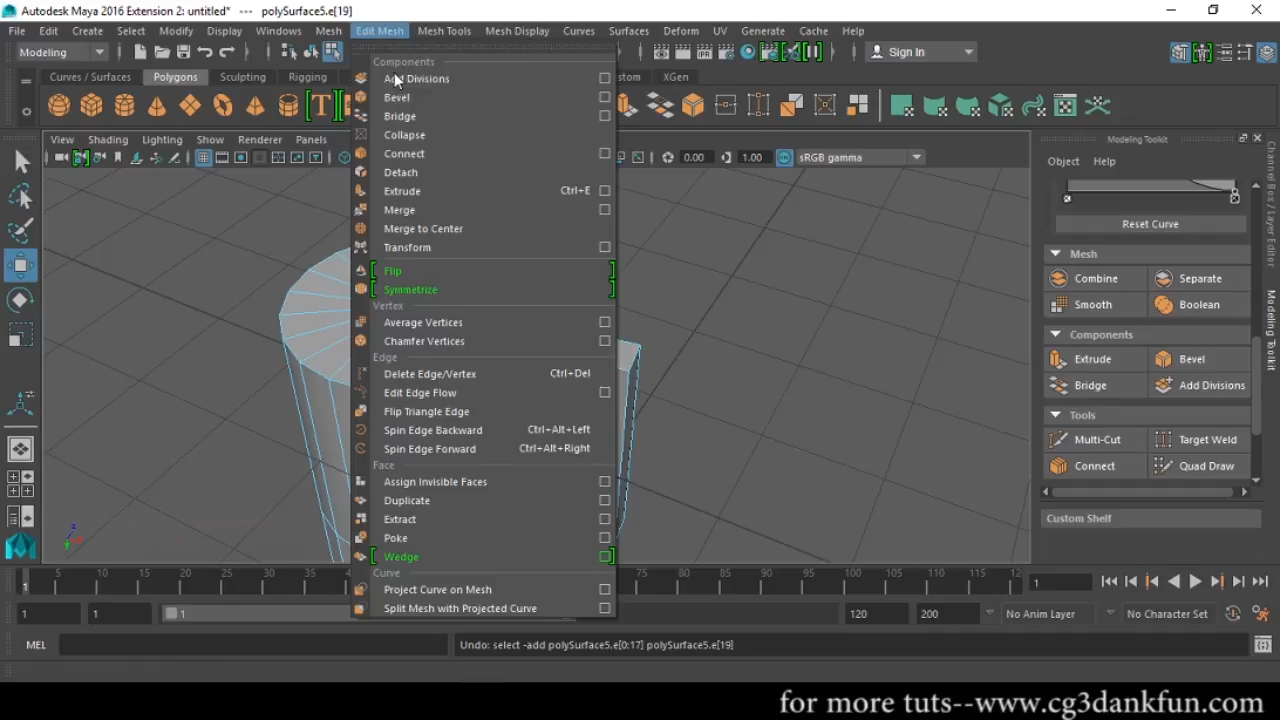 Autodesk Maya 2016 Extension 2: untitled* --- polySurface5.e[19]
File Edit Create Select Modify Display Windows Mesh Edit Mesh Mesh Tools Mesh Display Curves Surfaces Deform UV Generate Cache Help
Modeling Sign In
Curves / Surfaces Polygons Sculpting Rigging stom XGen
View Shading Lighting Show Renderer Panels
0.00 1.00 sRGB gamma
Components
Add Divisions
Bevel
Bridge
Collapse
Connect
Detach
Extrude Ctrl+E
Merge
Merge to Center
Transform
Flip
Symmetrize
Vertex
Average Vertices
Chamfer Vertices
Edge
Delete Edge/Vertex Ctrl+Del
Edit Edge Flow
Flip Triangle Edge
Spin Edge Backward Ctrl+Alt+Left
Spin Edge Forward Ctrl+Alt+Right
Face
Assign Invisible Faces
Duplicate
Extract
Poke
Wedge
Curve
Project Curve on Mesh
Split Mesh with Projected Curve
Modeling Toolkit
Object Help
Reset Curve
Mesh
Combine Separate
Smooth Boolean
Components
Extrude Bevel
Bridge Add Divisions
Tools
Multi-Cut Target Weld
Connect Quad Draw
Custom Shelf
Channel Box / Layer Editor
Modeling Toolkit
z
5 10 15 20 25 30 35 75 80 85 90 95 100 105 110 115 12
1 1
1 1 1 120 200 No Anim Layer No Character Set
MEL Undo: select -add polySurface5.e[0:17] polySurface5.e[19]
for more tuts--www.cg3dankfun.com